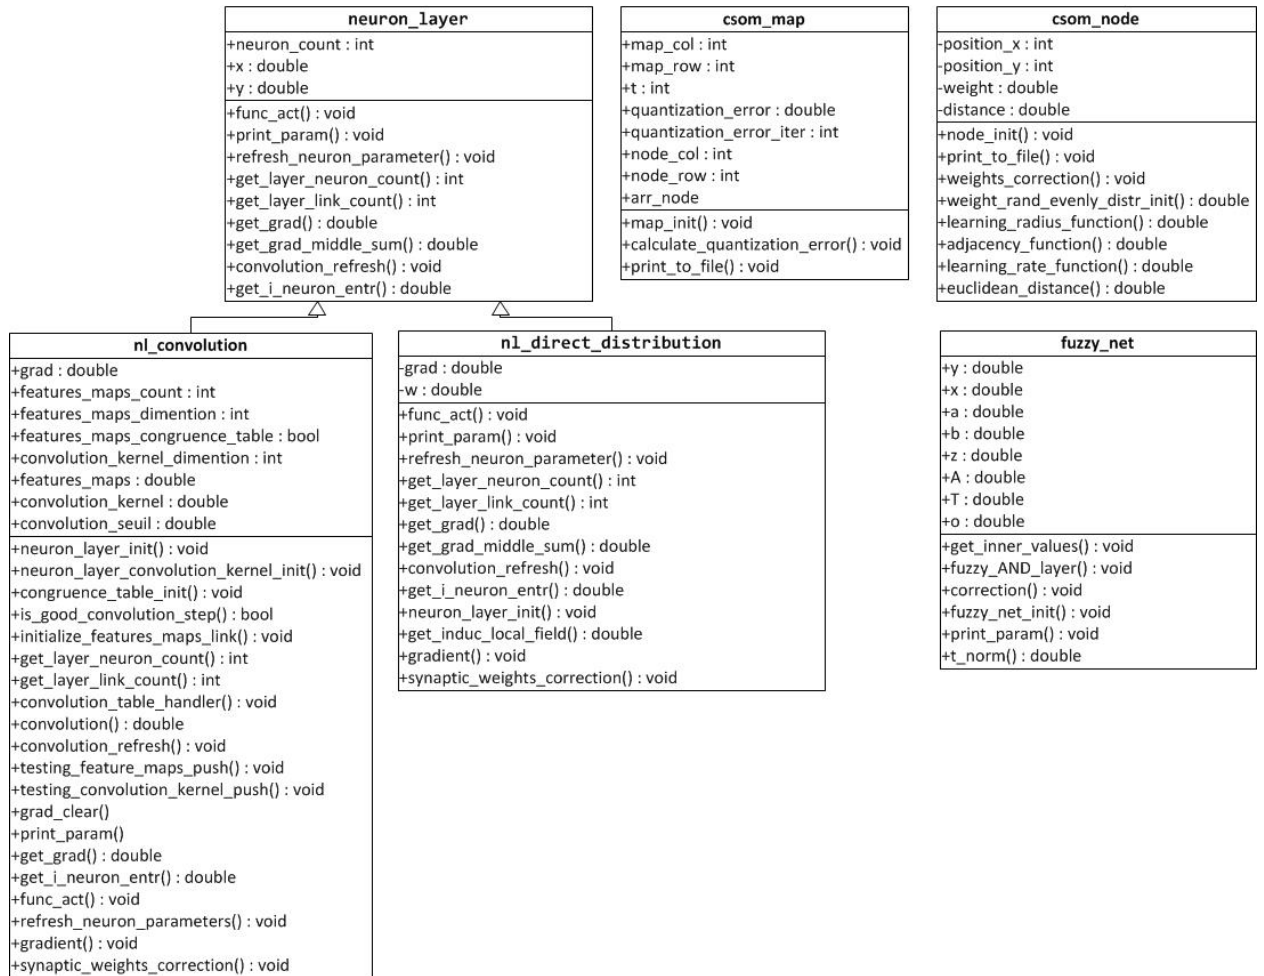 neuron_layer
+neuron_count : int
+x : double
+y : double
+func_act() : void
+print_param() : void
+refresh_neuron_parameter() : void
+get_layer_neuron_count() : int
+get_layer_link_count() : int
+get_grad() : double
+get_grad_middle_sum() : double
+convolution_refresh() : void
+get_i_neuron_entr() : double
csom_map
+map_col : int
+map_row : int
+t : int
+quantization_error : double
+quantization_error_iter : int
+node_col : int
+node_row : int
+arr_node
+map_init() : void
+calculate_quantization_error() : void
+print_to_file() : void
csom_node
-position_x : int
-position_y : int
-weight : double
-distance : double
+node_init() : void
+print_to_file() : void
+weights_correction() : void
+weight_rand_evenly_distr_init() : double
+learning_radius_function() : double
+adjacency_function() : double
+learning_rate_function() : double
+euclidean_distance() : double
nl_convolution
+grad : double
+features_maps_count : int
+features_maps_dimention : int
+features_maps_congruence_table : bool
+convolution_kernel_dimention : int
+features_maps : double
+convolution_kernel : double
+convolution_seuil : double
+neuron_layer_init() : void
+neuron_layer_convolution_kernel_init() : void
+congruence_table_init() : void
+is_good_convolution_step() : bool
+initialize_features_maps_link() : void
+get_layer_neuron_count() : int
+get_layer_link_count() : int
+convolution_table_handler() : void
+convolution() : double
+convolution_refresh() : void
+testing_feature_maps_push() : void
+testing_convolution_kernel_push() : void
+grad_clear()
+print_param()
+get_grad() : double
+get_i_neuron_entr() : double
+func_act() : void
+refresh_neuron_parameters() : void
+gradient() : void
+synaptic_weights_correction() : void
nl_direct_distribution
-grad : double
-w : double
+func_act() : void
+print_param() : void
+refresh_neuron_parameter() : void
+get_layer_neuron_count() : int
+get_layer_link_count() : int
+get_grad() : double
+get_grad_middle_sum() : double
+convolution_refresh() : void
+get_i_neuron_entr() : double
+neuron_layer_init() : void
+get_induc_local_field() : double
+gradient() : void
+synaptic_weights_correction() : void
fuzzy_net
+y : double
+x : double
+a : double
+b : double
+z : double
+A : double
+T : double
+o : double
+get_inner_values() : void
+fuzzy_AND_layer() : void
+correction() : void
+fuzzy_net_init() : void
+print_param() : void
+t_norm() : double